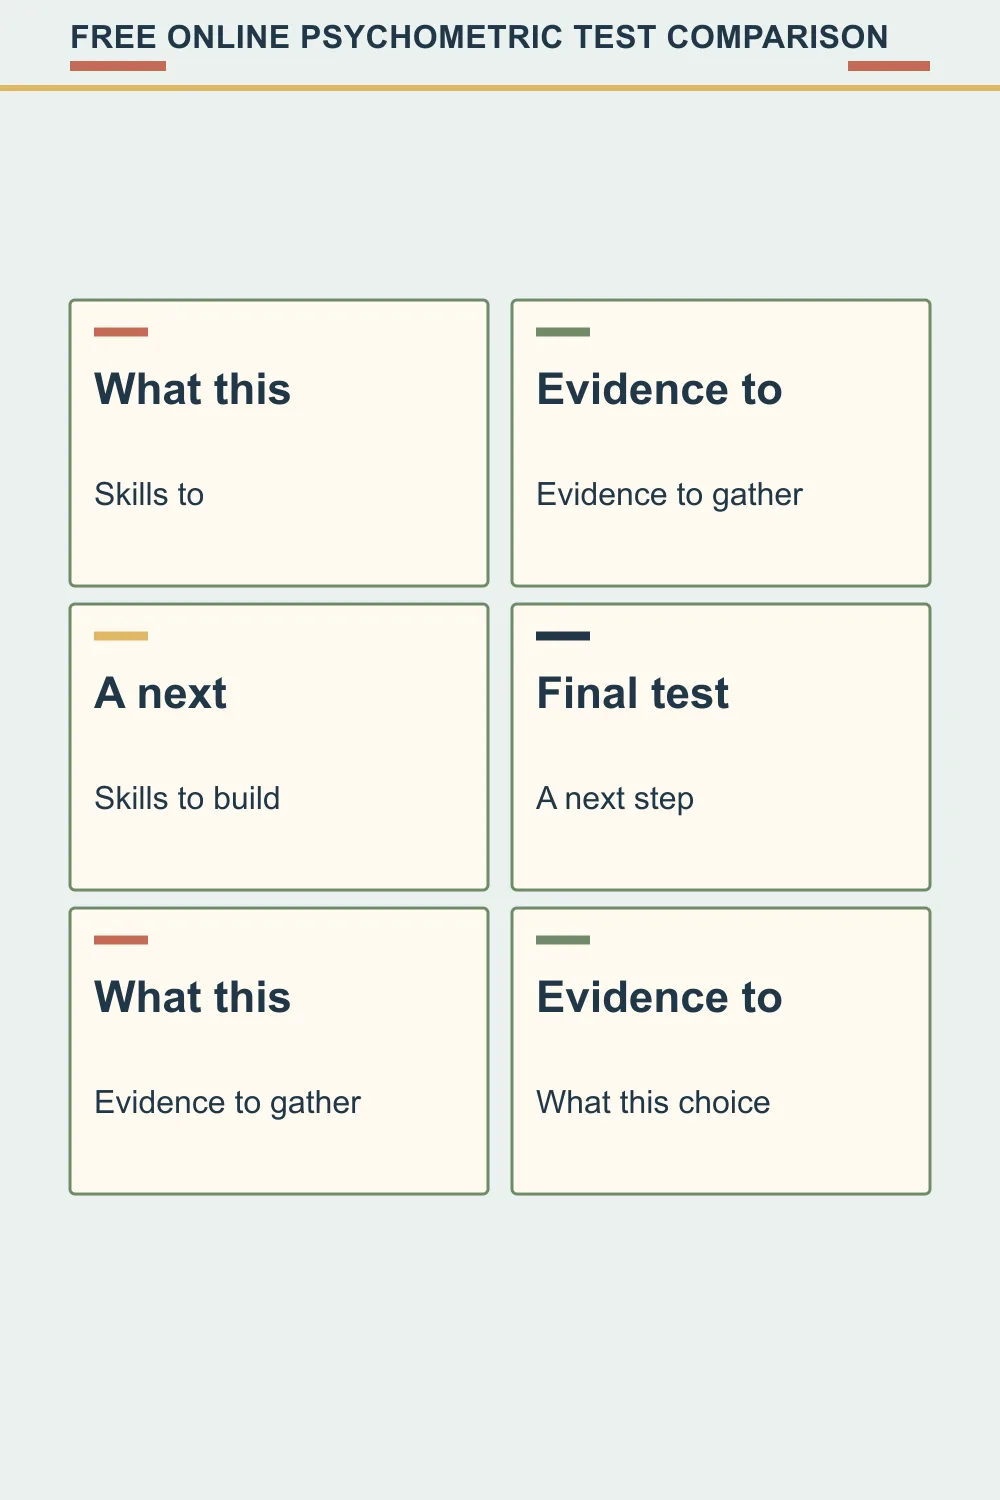 FREE ONLINE PSYCHOMETRIC TEST COMPARISON
What this
Skills to
Evidence to
Evidence to gather
A next
Skills to build
Final test
A next step
What this
Evidence to gather
Evidence to
What this choice